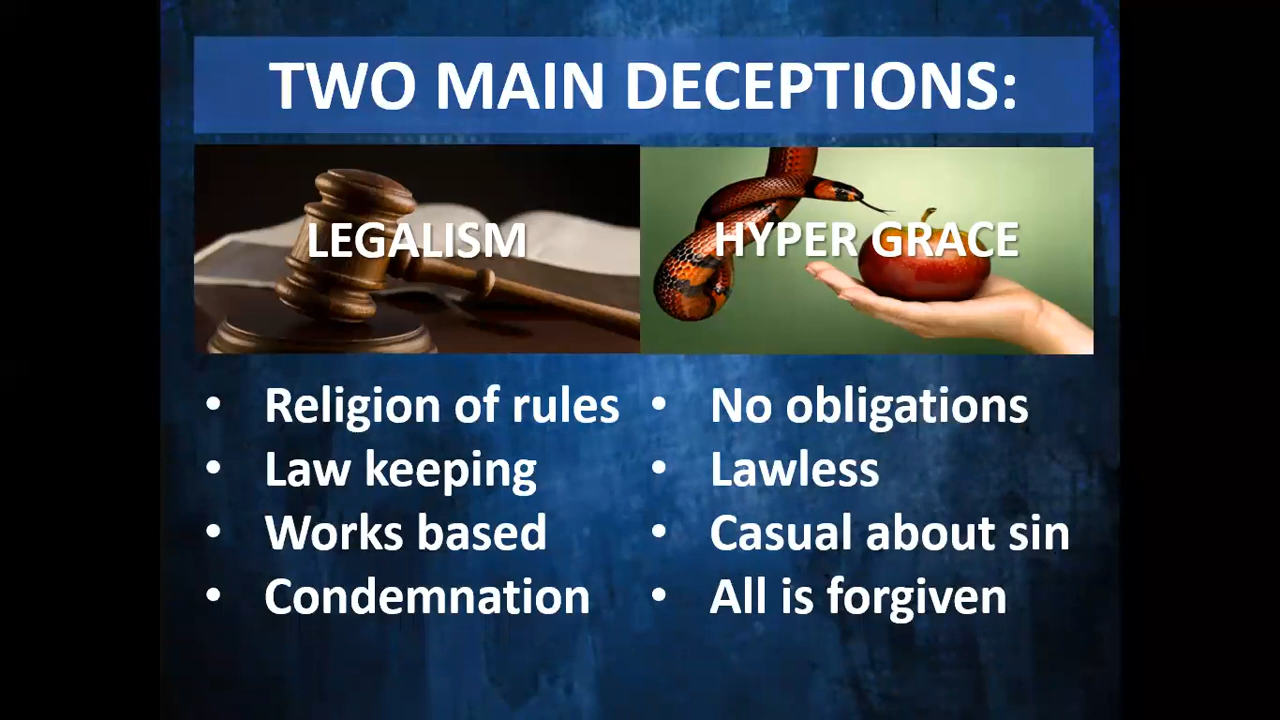 TWO MAIN DECEPTIONS:
LEGALISM
• Religion of rules
• Law keeping
• Works based
• Condemnation
HYPER GRACE
• No obligations
• Lawless
• Casual about sin
• All is forgiven